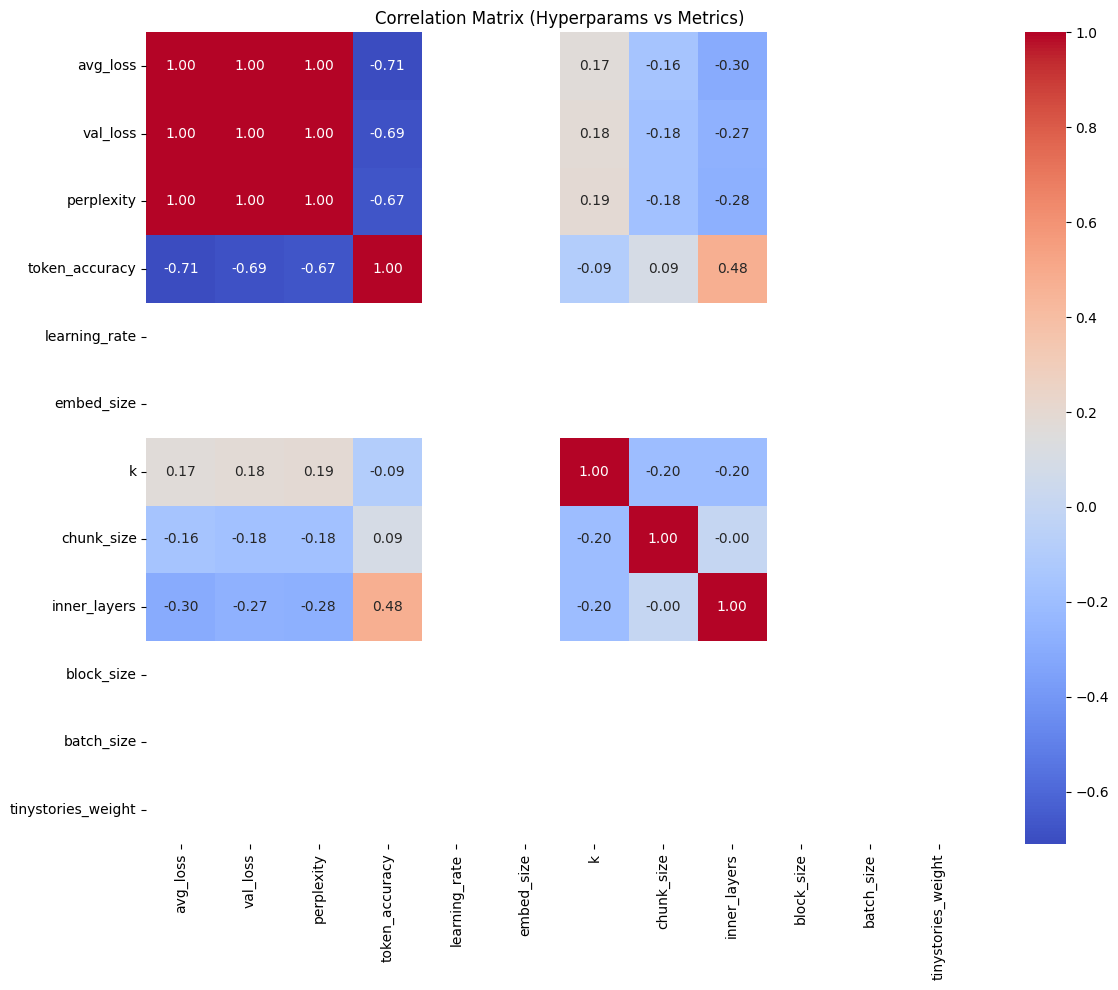 Correlation Matrix (Hyperparams vs Metrics)
avg_loss 1.00 1.00 1.00 -0.71 0.17 -0.16 -0.30
val_loss 1.00 1.00 1.00 -0.69 0.18 -0.18 -0.27
perplexity 1.00 1.00 1.00 -0.67 0.19 -0.18 -0.28
token_accuracy -0.71 -0.69 -0.67 1.00 -0.09 0.09 0.48
learning_rate
embed_size
k 0.17 0.18 0.19 -0.09 1.00 -0.20 -0.20
chunk_size -0.16 -0.18 -0.18 0.09 -0.20 1.00 -0.00
inner_layers -0.30 -0.27 -0.28 0.48 -0.20 -0.00 1.00
block_size
batch_size
tinystories_weight
avg_loss
val_loss
perplexity
token_accuracy
learning_rate
embed_size
k
chunk_size
inner_layers
block_size
batch_size
tinystories_weight
1.0
0.8
0.6
0.4
0.2
0.0
−0.2
−0.4
−0.6